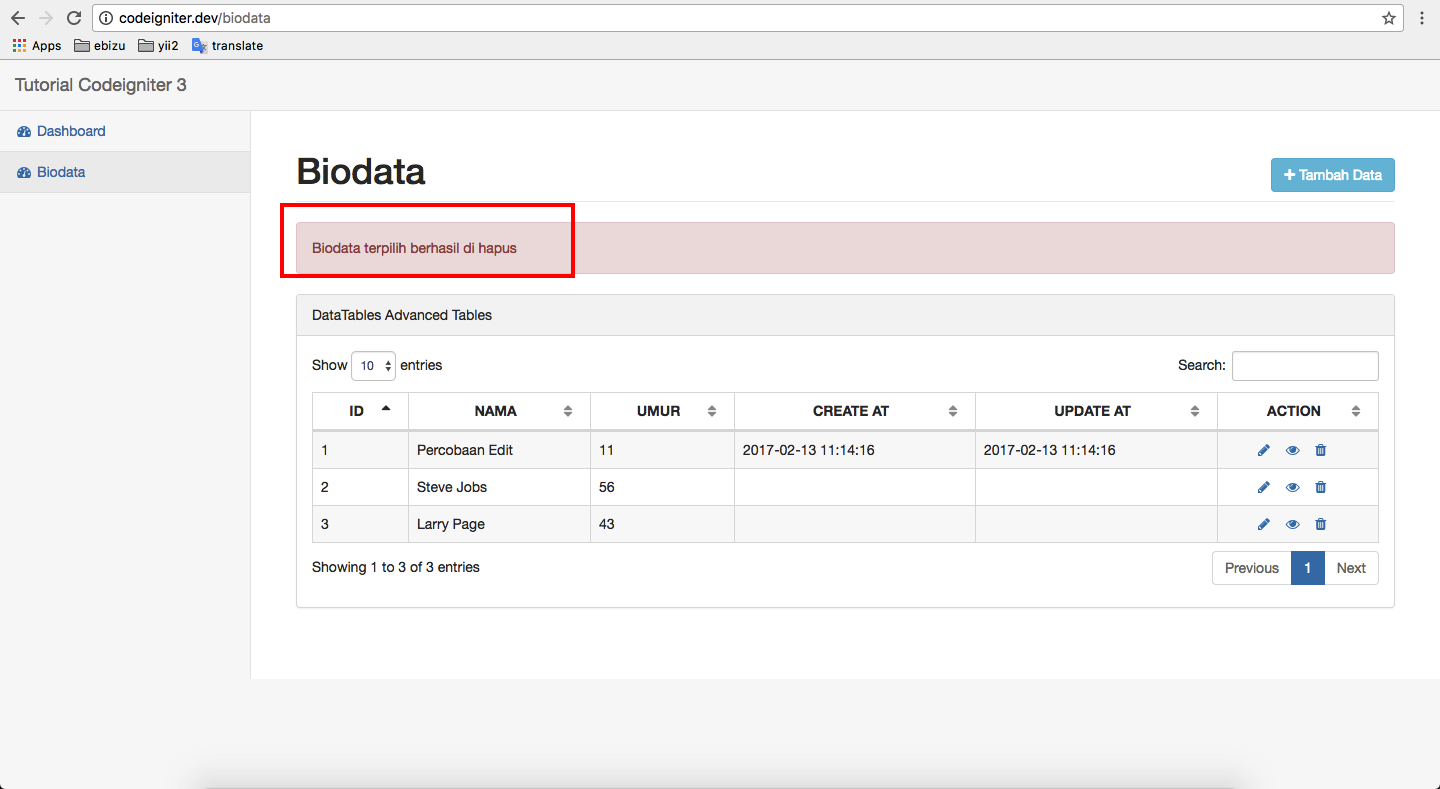 codeigniter.dev/biodata
Apps ebizu yii2 translate
Tutorial Codeigniter 3
Dashboard
Biodata
Biodata
Tambah Data
Biodata terpilih berhasil di hapus
DataTables Advanced Tables
Show 10 entries Search:
ID NAMA UMUR CREATE AT UPDATE AT ACTION
1 Percobaan Edit 11 2017-02-13 11:14:16 2017-02-13 11:14:16
2 Steve Jobs 56
3 Larry Page 43
Showing 1 to 3 of 3 entries Previous 1 Next